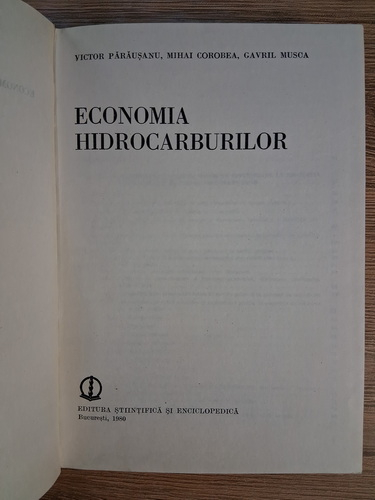 VICTOR PĂRĂUȘANU, MIHAI COROBEA, GAVRIL MUSCA
ECONOMIA
HIDROCARBURILOR
EDITURA ȘTIINȚIFICĂ ȘI ENCICLOPEDICĂ
București, 1980